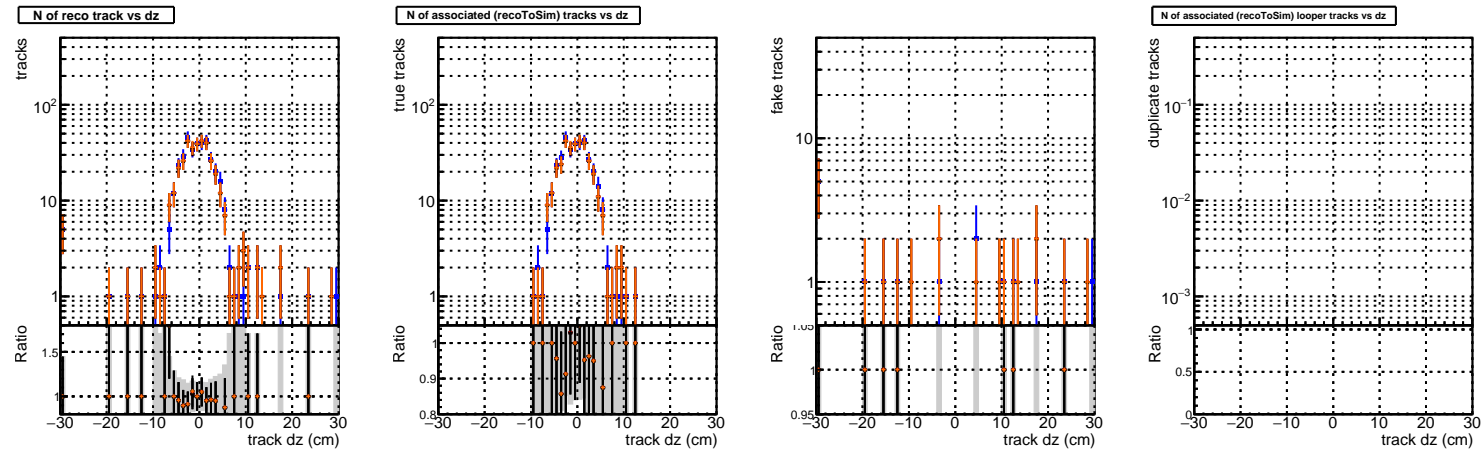 N of reco track vs dz
tracks
10²
10
1
Ratio
1.5
1
−30 −20 −10 0 10 20 30
track dz (cm)
N of associated (recoToSim) tracks vs dz
true tracks
10²
10
1
Ratio
1
0.9
0.8
−30 −20 −10 0 10 20 30
track dz (cm)
fake tracks
10
1
Ratio
1.05
1
0.95
−30 −20 −10 0 10 20 30
track dz (cm)
N of associated (recoToSim) looper tracks vs dz
duplicate tracks
10⁻¹
10⁻²
10⁻³
Ratio
1
0.5
0
−30 −20 −10 0 10 20 30
track dz (cm)